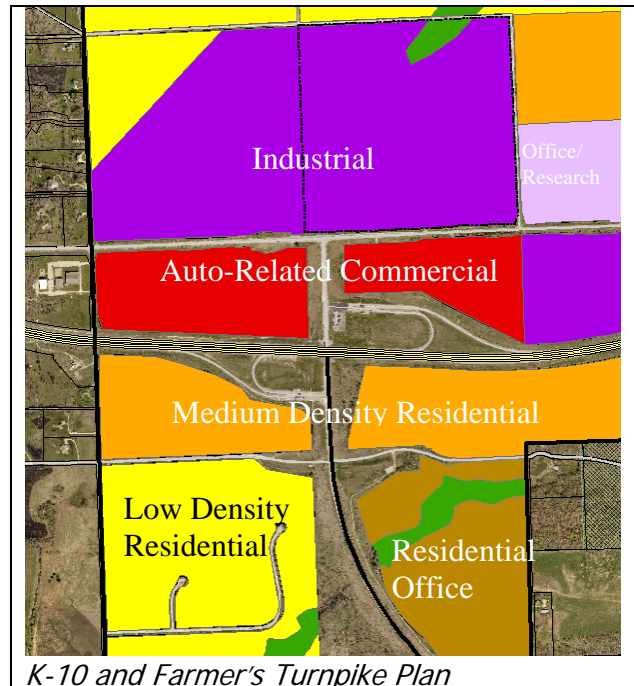 Industrial
Office/
Research
Auto-Related Commercial
Medium Density Residential
Low Density
Residential
Residential
Office
K-10 and Farmer's Turnpike Plan